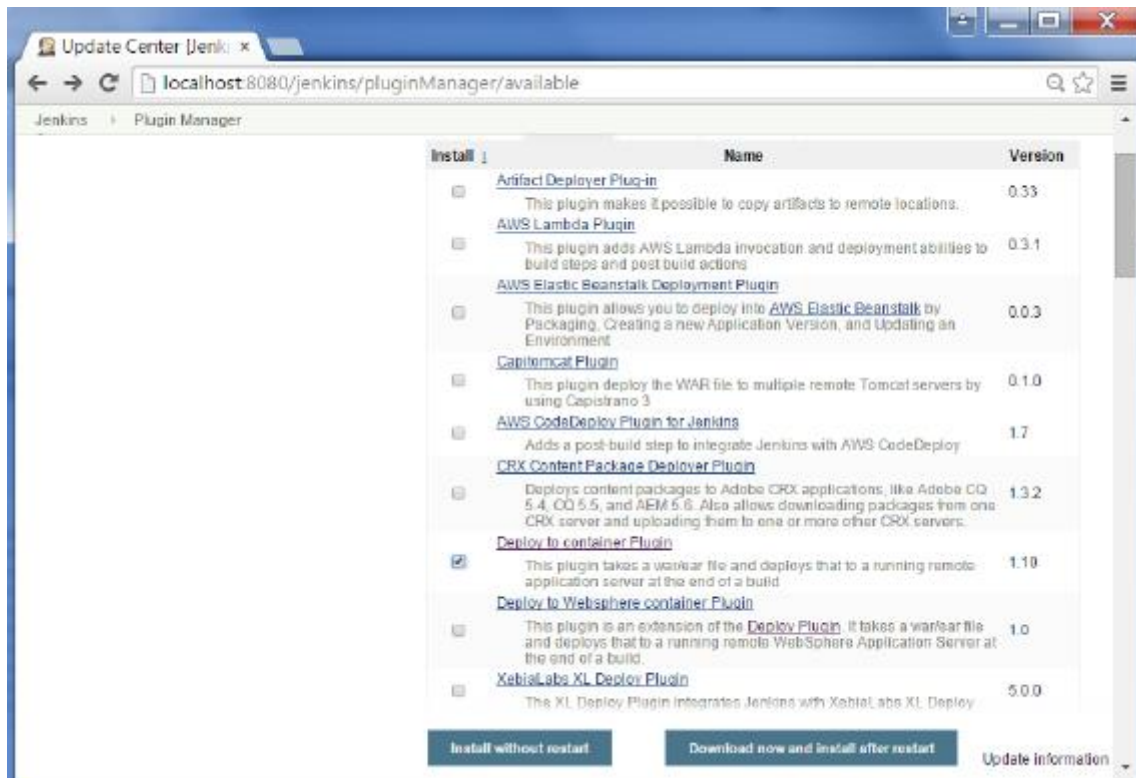 Update Center [Jenk
localhost:8080/jenkins/pluginManager/available
Jenkins Plugin Manager
Install ↓ Name Version
Artifact Deployer Plug-in
This plugin makes it possible to copy artifacts to remote locations.
0.33
AWS Lambda Plugin
This plugin adds AWS Lambda invocation and deployment abilities to
build steps and post build actions
0.3.1
AWS Elastic Beanstalk Deployment Plugin
This plugin allows you to deploy into AWS Elastic Beanstalk by
Packaging, Creating a new Application Version, and Updating an
Environment
0.0.3
Capitomcat Plugin
This plugin deploy the WAR file to multiple remote Tomcat servers by
using Capistrano 3
0.1.0
AWS CodeDeploy Plugin for Jenkins
Adds a post-build step to integrate Jenkins with AWS CodeDeploy
1.7
CRX Content Package Deployer Plugin
Deploys content packages to Adobe CRX applications, like Adobe CQ
5.4, CQ 5.5, and AEM 5.6. Also allows downloading packages from one
CRX server and uploading them to one or more other CRX servers.
1.3.2
Deploy to container Plugin
This plugin takes a war/ear file and deploys that to a running remote
application server at the end of a build
1.10
Deploy to Websphere container Plugin
This plugin is an extension of the Deploy Plugin. It takes a war/ear file
and deploys that to a running remote WebSphere Application Server at
the end of a build.
1.0
XebiaLabs XL Deploy Plugin
The XL Deploy Plugin integrates Jenkins with XebiaLabs XL Deploy
5.0.0
Install without restart
Download now and install after restart
Update information